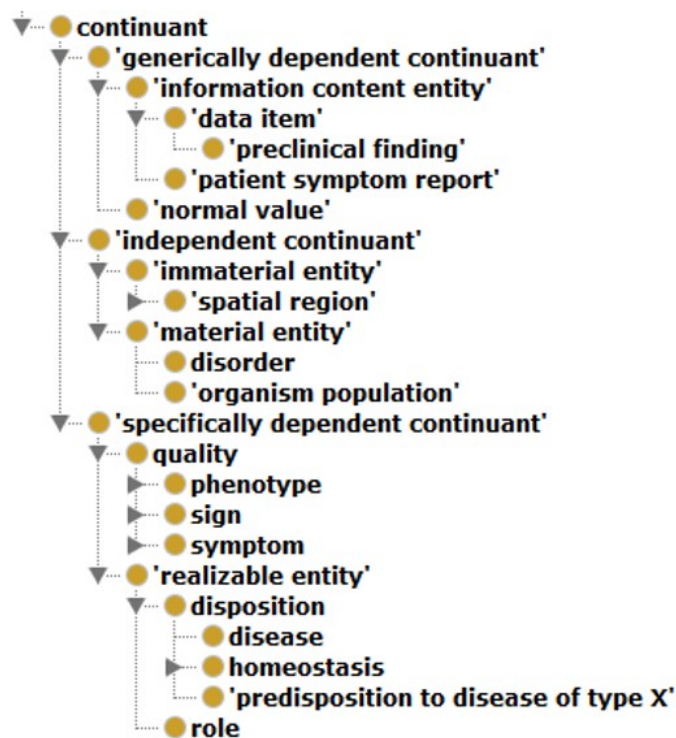 continuant
'generically dependent continuant'
'information content entity'
'data item'
'preclinical finding'
'patient symptom report'
'normal value'
'independent continuant'
'immaterial entity'
'spatial region'
'material entity'
disorder
'organism population'
'specifically dependent continuant'
quality
phenotype
sign
symptom
'realizable entity'
disposition
disease
homeostasis
'predisposition to disease of type X'
role